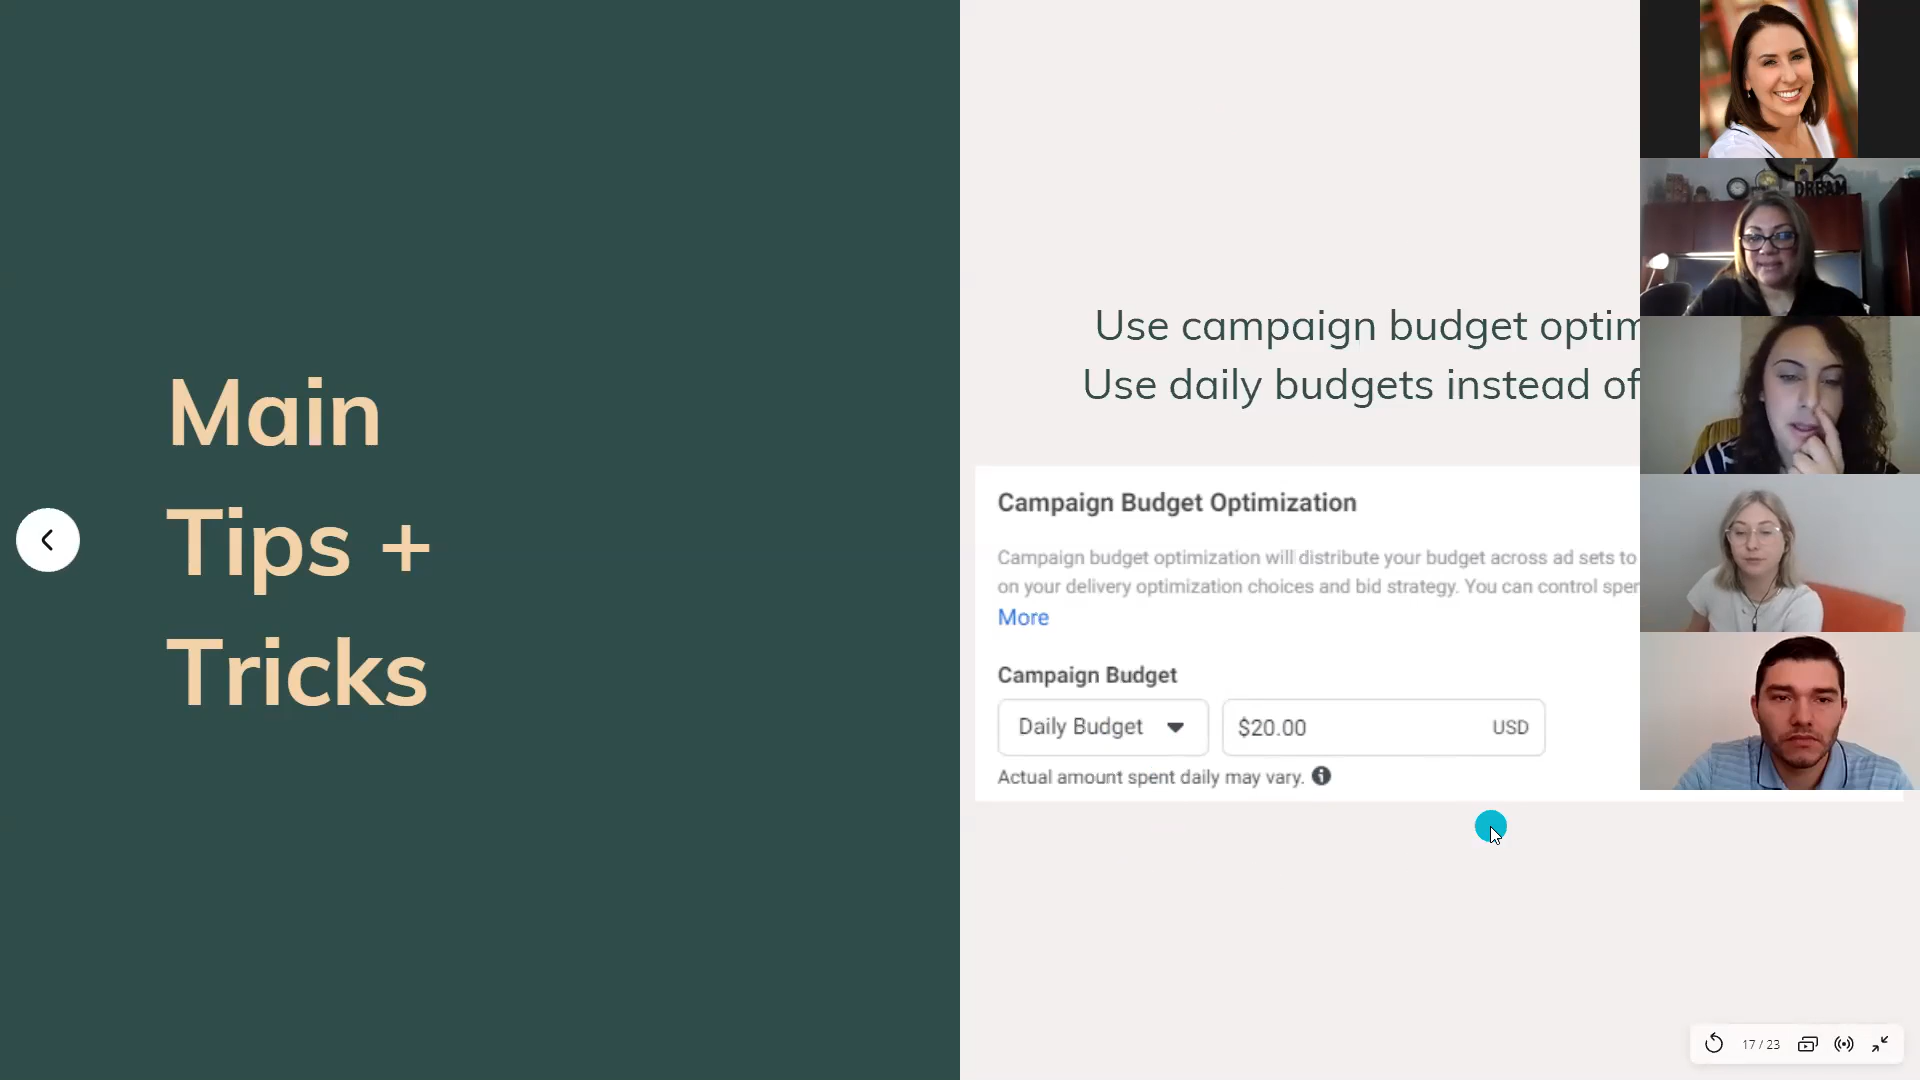 Main
Tips +
Tricks
Use campaign budget optim
Use daily budgets instead of
Campaign Budget Optimization
Campaign budget optimization will distribute your budget across ad sets to
on your delivery optimization choices and bid strategy. You can control spen
More
Campaign Budget
Daily Budget
$20.00 USD
Actual amount spent daily may vary.
DREAM
17 / 23